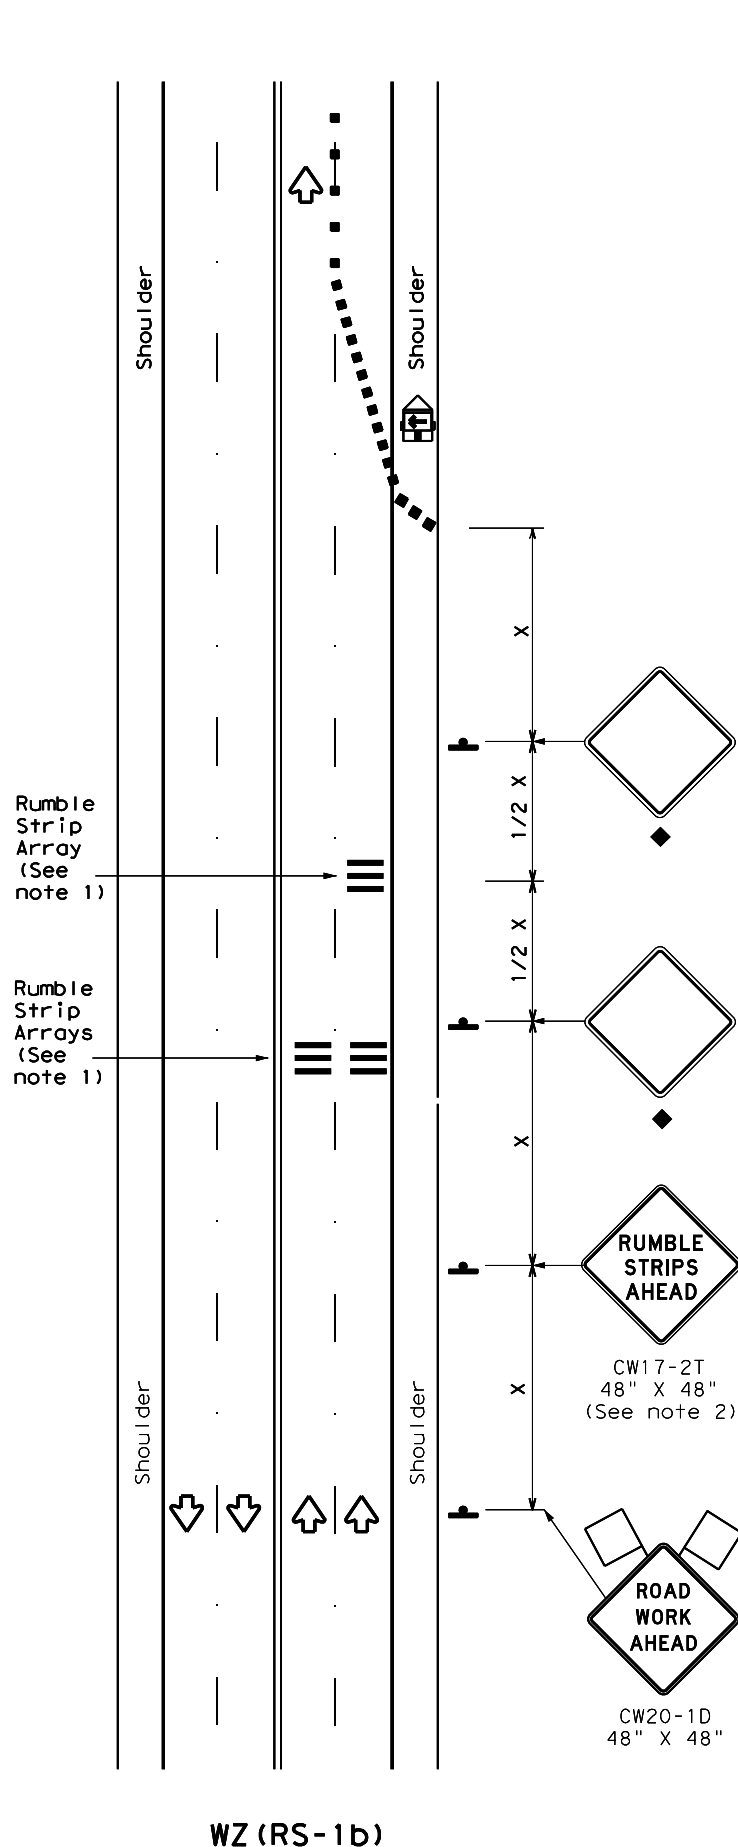 Shoulder
Shoulder
X
1/2 X
Rumble
Strip
Array
(See
note 1)
1/2 X
Rumble
Strip
Arrays
(See
note 1)
X
RUMBLE
STRIPS
AHEAD
CW17-2T
48" X 48"
(See note 2)
X
Shoulder
Shoulder
ROAD
WORK
AHEAD
CW20-1D
48" X 48"
WZ(RS-1b)